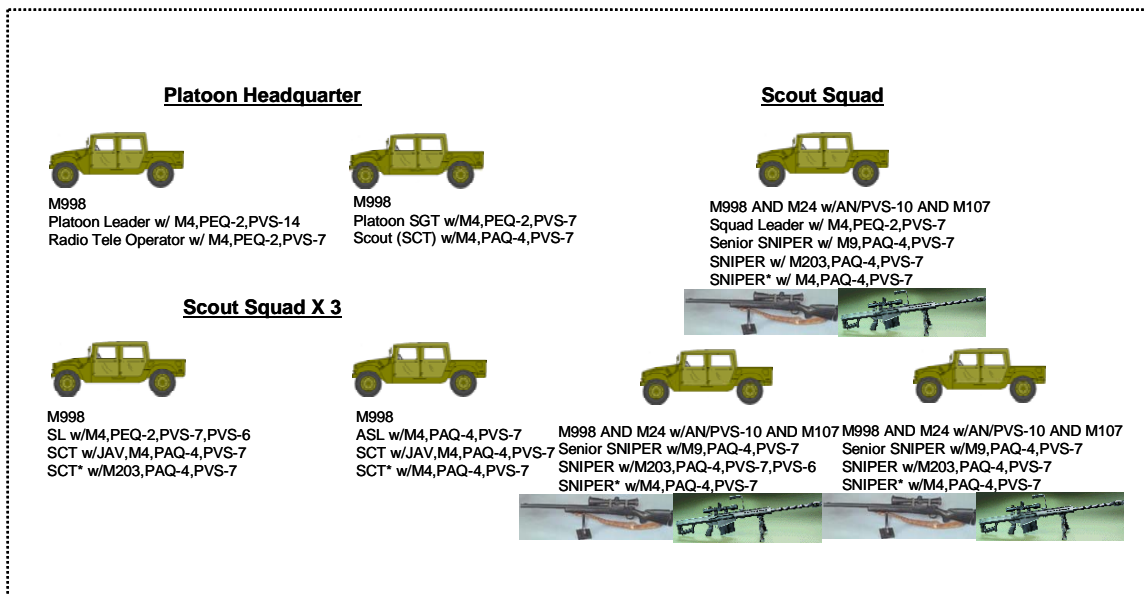 Platoon Headquarter
M998
Platoon Leader w/ M4,PEQ-2,PVS-14
Radio Tele Operator w/ M4,PEQ-2,PVS-7
M998
Platoon SGT w/M4,PEQ-2,PVS-7
Scout (SCT) w/M4,PAQ-4,PVS-7
Scout Squad
M998 AND M24 w/AN/PVS-10 AND M107
Squad Leader w/ M4,PEQ-2,PVS-7
Senior SNIPER w/ M9,PAQ-4,PVS-7
SNIPER w/ M203,PAQ-4,PVS-7
SNIPER* w/ M4,PAQ-4,PVS-7
Scout Squad X 3
M998
SL w/M4,PEQ-2,PVS-7,PVS-6
SCT w/JAV,M4,PAQ-4,PVS-7
SCT* w/M203,PAQ-4,PVS-7
M998
ASL w/M4,PAQ-4,PVS-7
SCT w/JAV,M4,PAQ-4,PVS-7
SCT* w/M4,PAQ-4,PVS-7
M998 AND M24 w/AN/PVS-10 AND M107
Senior SNIPER w/M9,PAQ-4,PVS-7
SNIPER w/M203,PAQ-4,PVS-7,PVS-6
SNIPER* w/M4,PAQ-4,PVS-7
M998 AND M24 w/AN/PVS-10 AND M107
Senior SNIPER w/M9,PAQ-4,PVS-7
SNIPER w/M203,PAQ-4,PVS-7
SNIPER* w/M4,PAQ-4,PVS-7